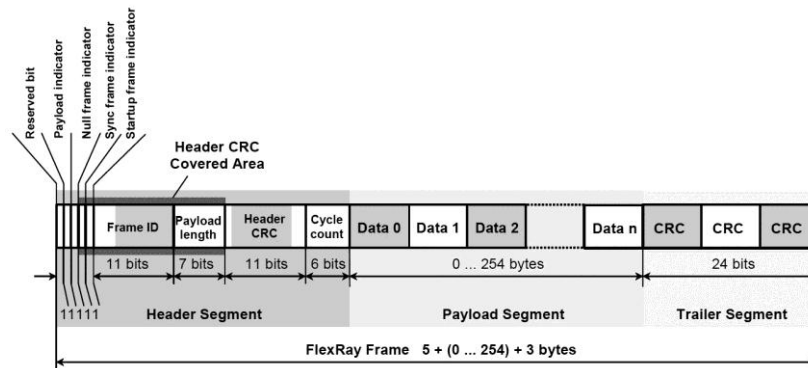 Reserved bit
Payload indicator
Null frame indicator
Sync frame indicator
Startup frame indicator
Header CRC
Covered Area
Frame ID
Payload
length
Header
CRC
Cycle
count
Data 0
Data 1
Data 2
Data n
CRC
CRC
CRC
11 bits
7 bits
11 bits
6 bits
0 ... 254 bytes
24 bits
11111
Header Segment
Payload Segment
Trailer Segment
FlexRay Frame 5 + (0 ... 254) + 3 bytes